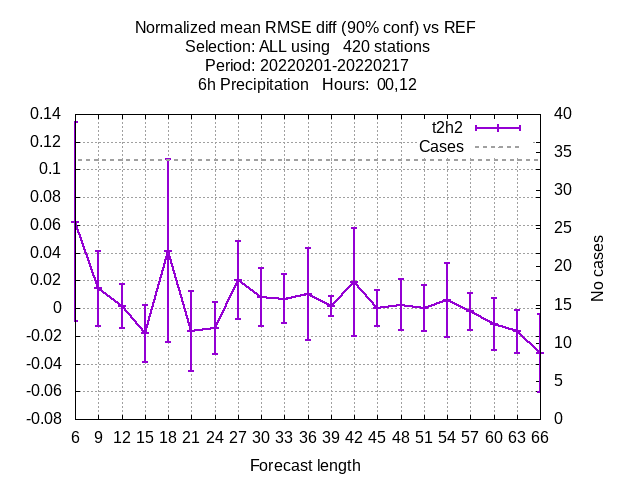 Normalized mean RMSE diff (90% conf) vs REF
Selection: ALL using   420 stations
Period: 20220201-20220217
6h Precipitation   Hours:  00,12
t2h2
Cases
0.14
0.12
0.1
0.08
0.06
0.04
0.02
0
-0.02
-0.04
-0.06
-0.08
40
35
30
25
20
15
10
5
0
No cases
6 9 12 15 18 21 24 27 30 33 36 39 42 45 48 51 54 57 60 63 66
Forecast length